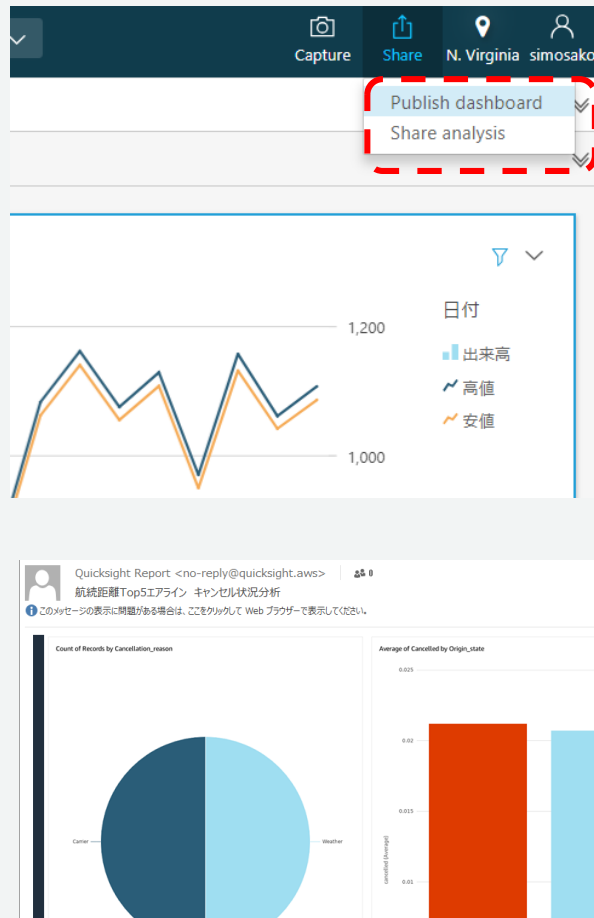 Capture
Share
N. Virginia
simosako
Publish dashboard
Share analysis
日付
1,200
出来高
高値
安値
1,000
Quicksight Report <no-reply@quicksight.aws>
0
航続距離Top5エアライン キャンセル状況分析
このメッセージの表示に問題がある場合は、ここをクリックして Web ブラウザーで表示してください。
Count of Records by Cancellation_reason
Average of Cancelled by Origin_state
0.025
0.02
0.015
Carrier
Weather
cancelled (Average)
0.01